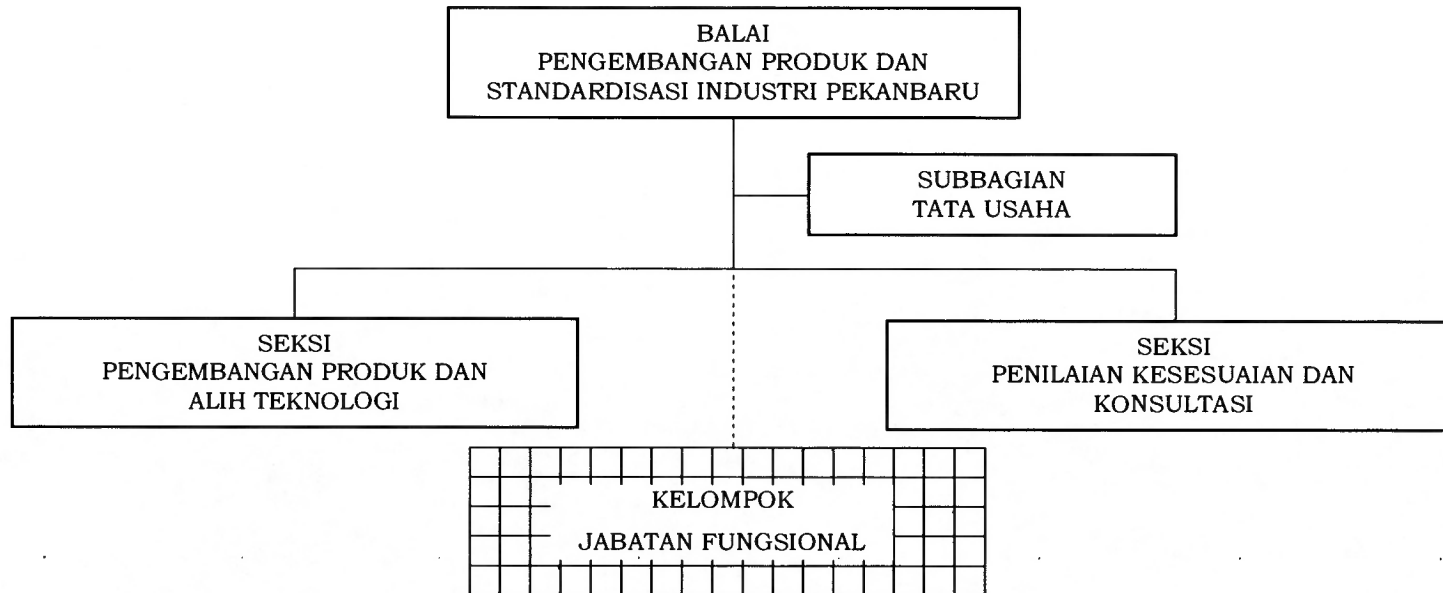 BALAI
PENGEMBANGAN PRODUK DAN
STANDARDISASI INDUSTRI PEKANBARU
SUBBAGIAN
TATA USAHA
SEKSI
PENGEMBANGAN PRODUK DAN
ALIH TEKNOLOGI
SEKSI
PENILAIAN KESESUAIAN DAN
KONSULTASI
KELOMPOK
JABATAN FUNGSIONAL